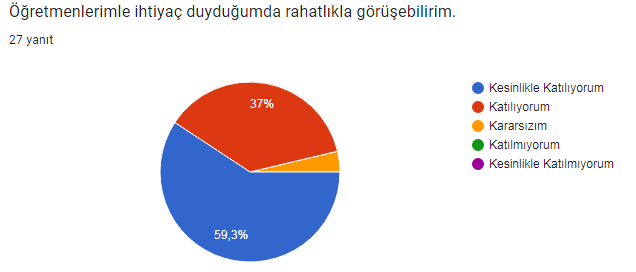 Öğretmenlerimle ihtiyaç duyduğumda rahatlıkla görüşebilirim.
27 yanıt
37%
59,3%
Kesinlikle Katılıyorum
Katılıyorum
Kararsızım
Katılmıyorum
Kesinlikle Katılmıyorum